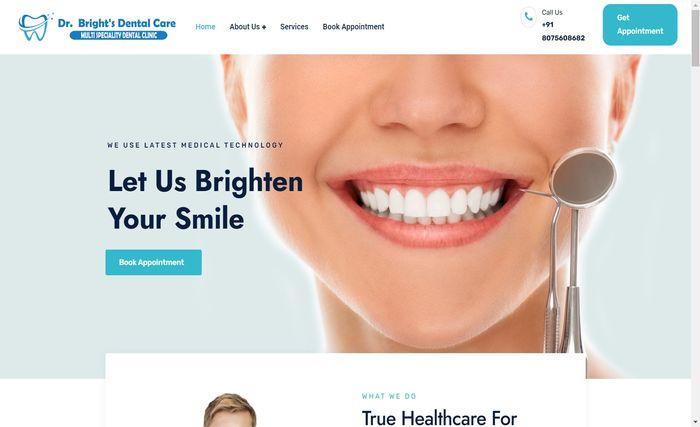 Dr. Bright's Dental Care
MULTI SPECIALITY DENTAL CLINIC
Home
About Us +
Services
Book Appointment
Call Us
+91
8075608682
Get
Appointment
WE USE LATEST MEDICAL TECHNOLOGY
Let Us Brighten
Your Smile
Book Appointment
WHAT WE DO
True Healthcare For